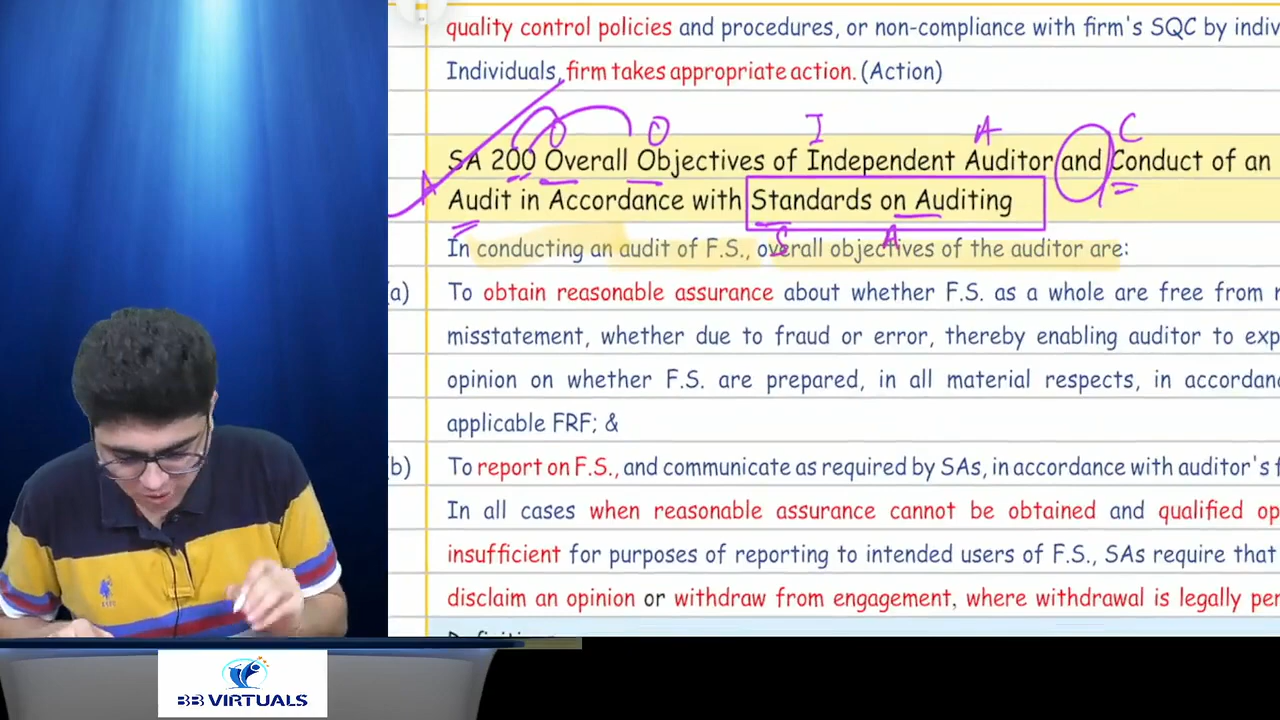 quality control policies and procedures, or non-compliance with firm's SQC by
Individuals, firm takes appropriate action. (Action)
O O I A C
SA 200 Overall Objectives of Independent Auditor and Conduct of an
Audit in Accordance with Standards on Auditing
S A
In conducting an audit of F.S., overall objectives of the auditor are:
(a) To obtain reasonable assurance about whether F.S. as a whole are free from
misstatement, whether due to fraud or error, thereby enabling auditor to
opinion on whether F.S. are prepared, in all material respects, in
applicable FRF; &
(b) To report on F.S., and communicate as required by SAs, in accordance with auditor's
In all cases when reasonable assurance cannot be obtained and qualified
insufficient for purposes of reporting to intended users of F.S., SAs require that
disclaim an opinion or withdraw from engagement, where withdrawal is legally
BB VIRTUALS